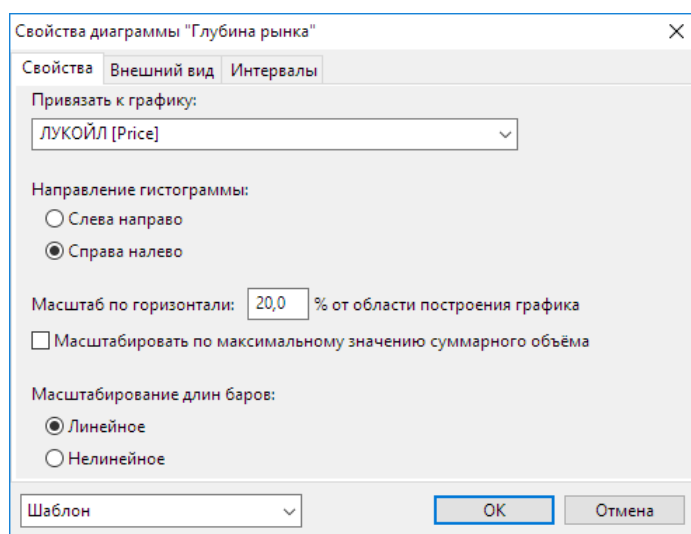 Свойства диаграммы "Глубина рынка"
Свойства Внешний вид Интервалы
Привязать к графику:
ЛУКОЙЛ [Price]
Направление гистограммы:
Слева направо
Справа налево
Масштаб по горизонтали: 20,0 % от области построения графика
Масштабировать по максимальному значению суммарного объёма
Масштабирование длин баров:
Линейное
Нелинейное
Шаблон ОК Отмена